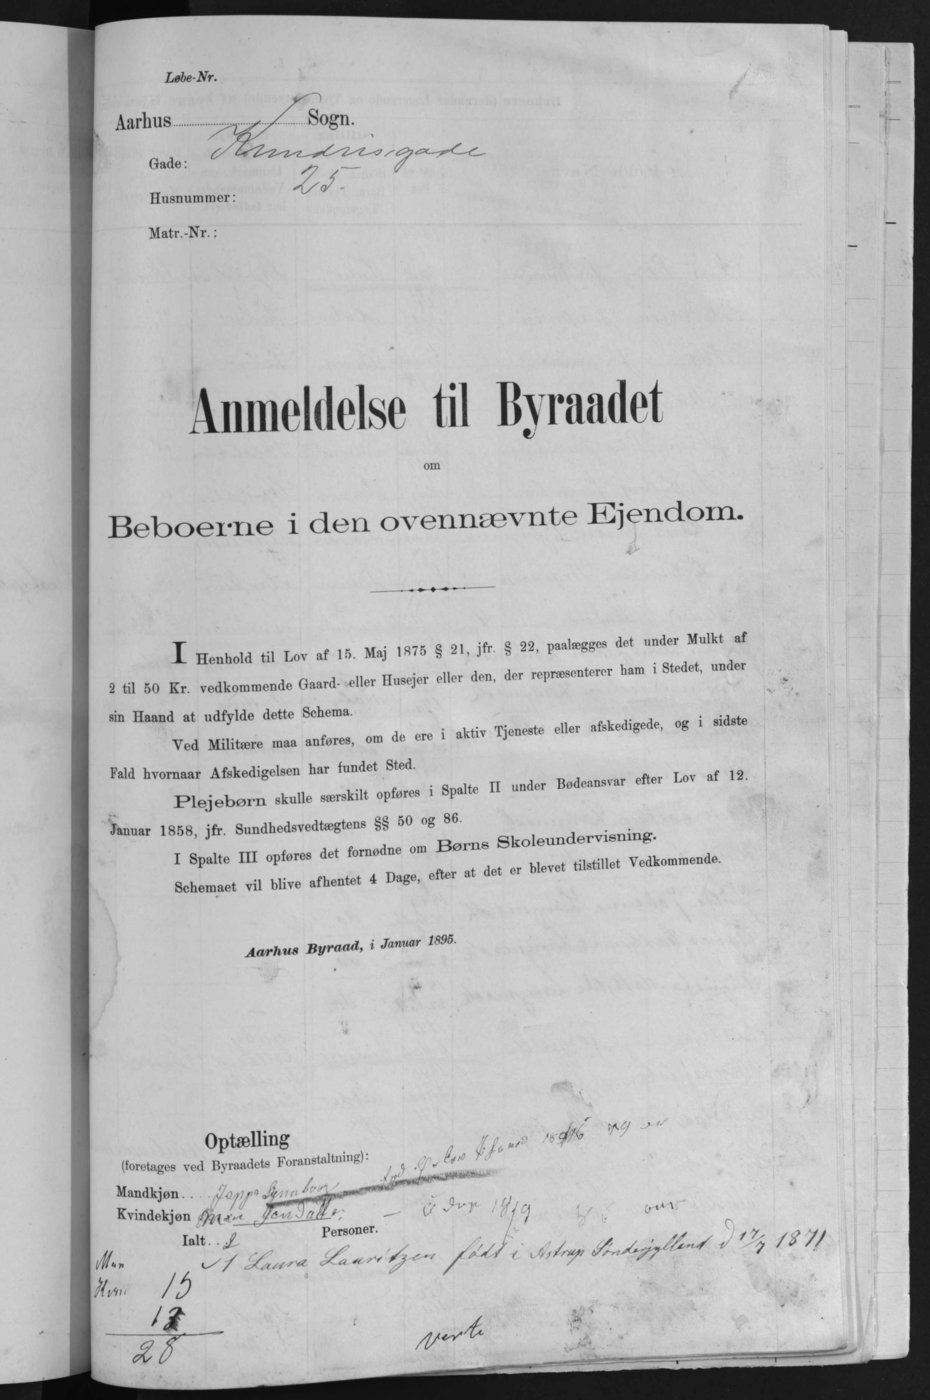 Løbe-Nr.
Aarhus Sogn.
Gade: Knudrisgade
Husnummer: 25.
Matr.-Nr.:
Anmeldelse til Byraadet
om
Beboerne i den ovennævnte Ejendom.
I Henhold til Lov af 15. Maj 1875 § 21, jfr. § 22, paalægges det under Mulkt af
2 til 50 Kr. vedkommende Gaard- eller Husejer eller den, der repræsenterer ham i Stedet, under
sin Haand at udfylde dette Schema.
Ved Militære maa anføres, om de ere i aktiv Tjeneste eller afskedigede, og i sidste
Fald hvornaar Afskedigelsen har fundet Sted.
Plejebørn skulle særskilt opføres i Spalte II under Bødeansvar efter Lov af 12.
Januar 1858, jfr. Sundhedsvedtægtens §§ 50 og 86.
I Spalte III opføres det fornødne om Børns Skoleundervisning.
Schemaet vil blive afhentet 4 Dage, efter at det er blevet tilstillet Vedkommende.
Aarhus Byraad, i Januar 1895.
Optælling
(foretages ved Byraadets Foranstaltning):
Mandkjøn
Kvindekjøn
Ialt Personer.
Laura Lauritzen født i Astrup Sønderjylland d 17/7 1871
15
13
28
verte